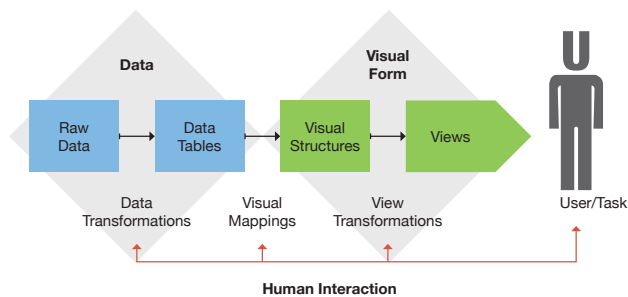 Data
Visual
Form
Raw
Data
Data
Tables
Visual
Structures
Views
Data
Transformations
Visual
Mappings
View
Transformations
User/Task
Human Interaction